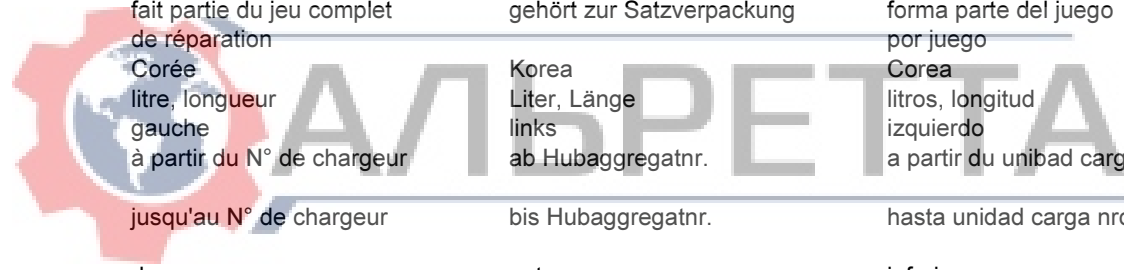 fait partie du jeu complet gehört zur Satzverpackung forma parte del juego
de réparation por juego
Corée Korea Corea
litre, longueur Liter, Länge litros, longitud
gauche links izquierdo
à partir du N° de chargeur ab Hubaggregatnr. a partir du unibad carg
jusqu'au N° de chargeur bis Hubaggregatnr. hasta unidad carga nro
АЛЬРЕТТА